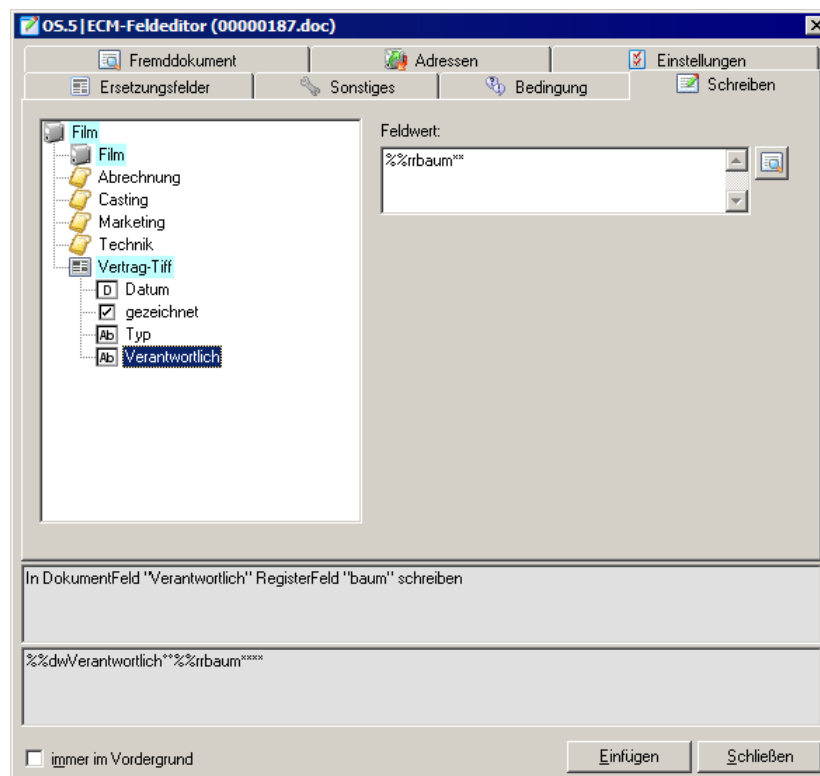 OS.5|ECM-Feldeditor (00000187.doc)
Fremddokument Adressen Einstellungen
Ersetzungsfelder Sonstiges Bedingung Schreiben
Film
Film
Abrechnung
Casting
Marketing
Technik
Vertrag-Tiff
D Datum
gezeichnet
Ab Typ
Ab Verantwortlich
Feldwert:
%%rrbaum**
In DokumentFeld "Verantwortlich" RegisterFeld "baum" schreiben
%%dwVerantwortlich**%%rrbaum****
immer im Vordergrund
Einfügen
Schließen